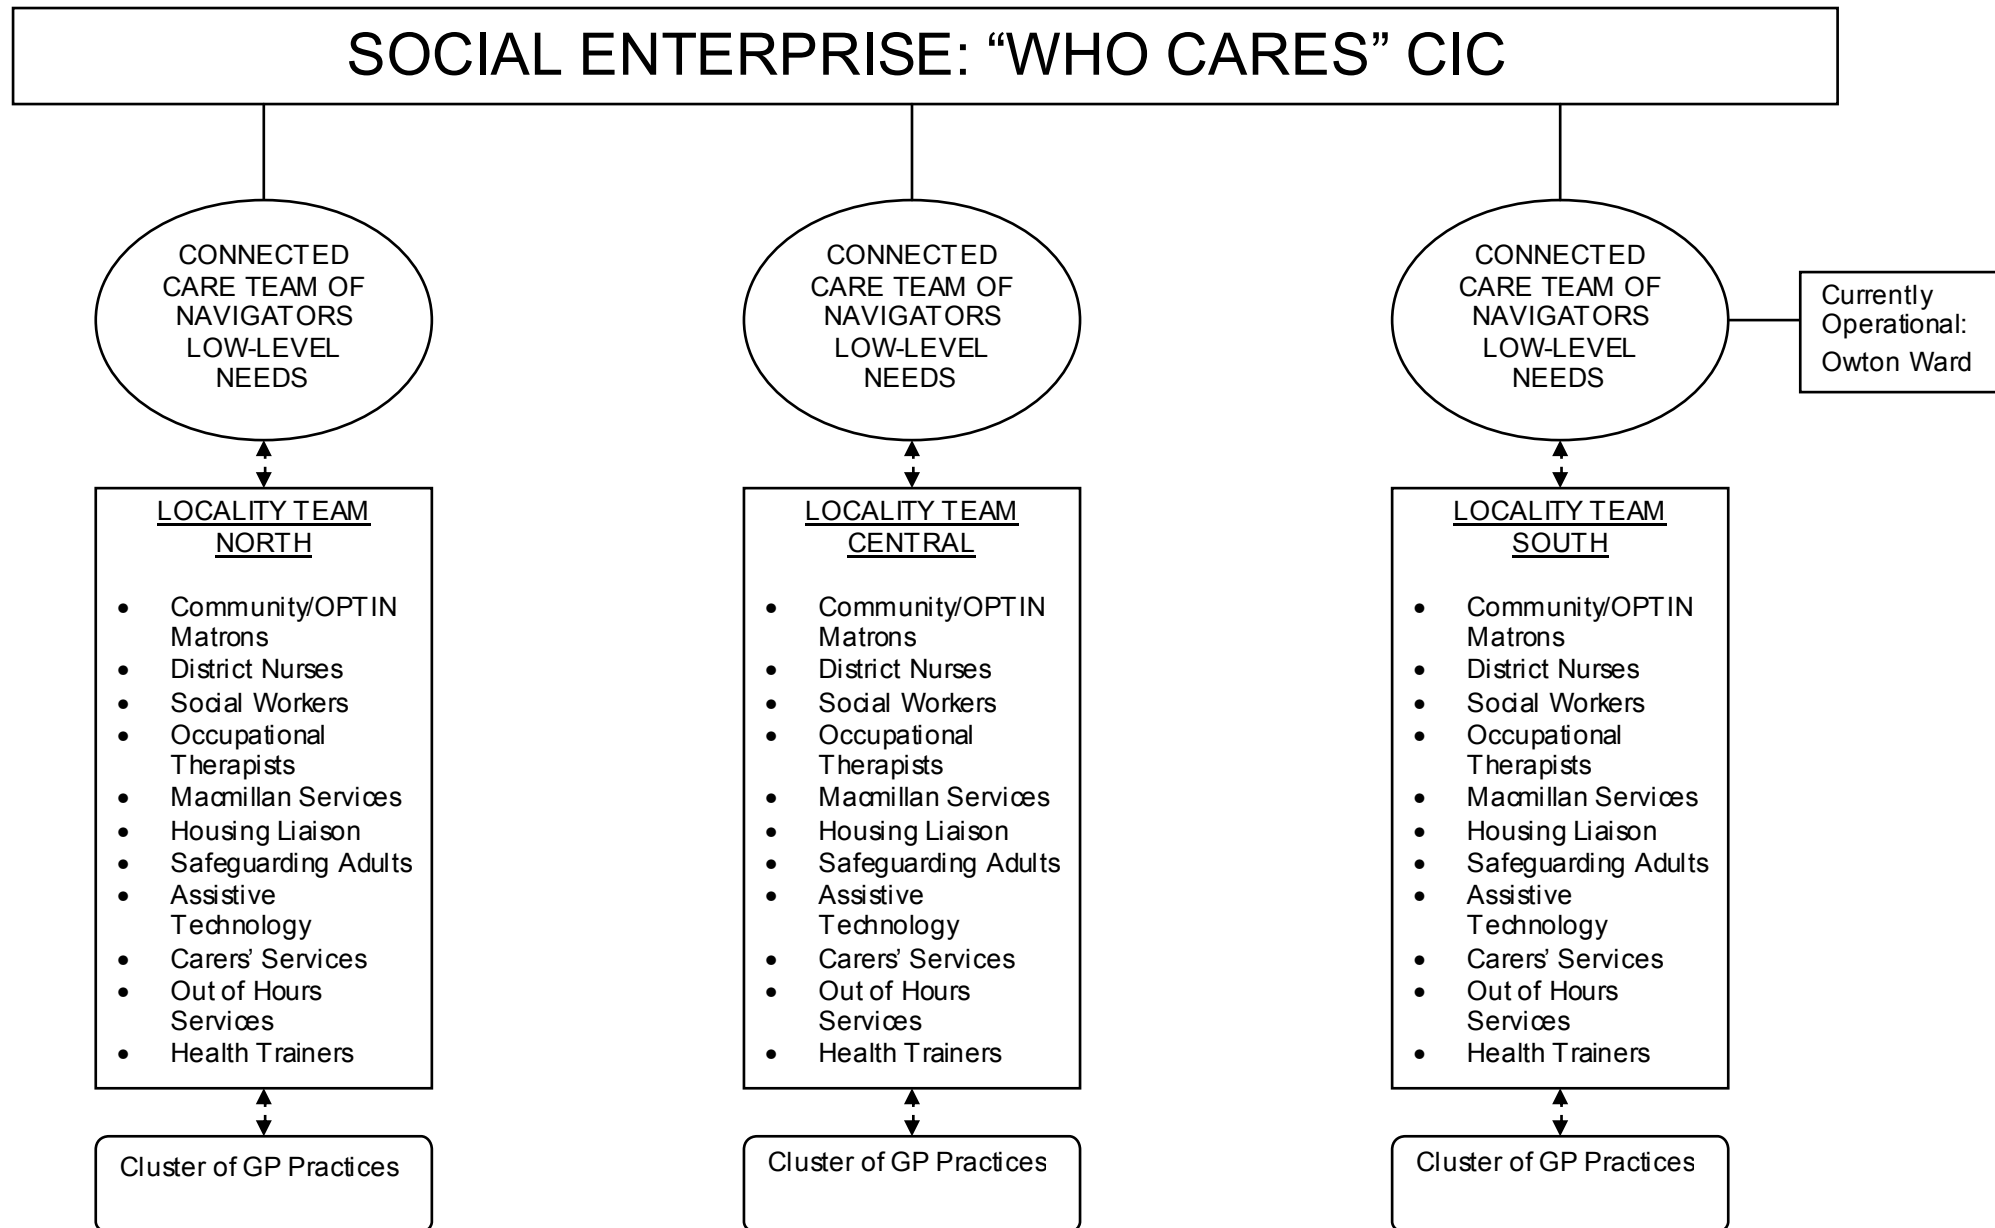 SOCIAL ENTERPRISE: “WHO CARES” CIC
CONNECTED
CARE TEAM OF
NAVIGATORS
LOW-LEVEL
NEEDS
CONNECTED
CARE TEAM OF
NAVIGATORS
LOW-LEVEL
NEEDS
CONNECTED
CARE TEAM OF
NAVIGATORS
LOW-LEVEL
NEEDS
Currently
Operational:
Owton Ward
LOCALITY TEAM
NORTH
• Community/OPTIN
Matrons
• District Nurses
• Social Workers
• Occupational
Therapists
• Macmillan Services
• Housing Liaison
• Safeguarding Adults
• Assistive
Technology
• Carers’ Services
• Out of Hours
Services
• Health Trainers
LOCALITY TEAM
CENTRAL
• Community/OPTIN
Matrons
• District Nurses
• Social Workers
• Occupational
Therapists
• Macmillan Services
• Housing Liaison
• Safeguarding Adults
• Assistive
Technology
• Carers’ Services
• Out of Hours
Services
• Health Trainers
LOCALITY TEAM
SOUTH
• Community/OPTIN
Matrons
• District Nurses
• Social Workers
• Occupational
Therapists
• Macmillan Services
• Housing Liaison
• Safeguarding Adults
• Assistive
Technology
• Carers’ Services
• Out of Hours
Services
• Health Trainers
Cluster of GP Practices
Cluster of GP Practices
Cluster of GP Practices